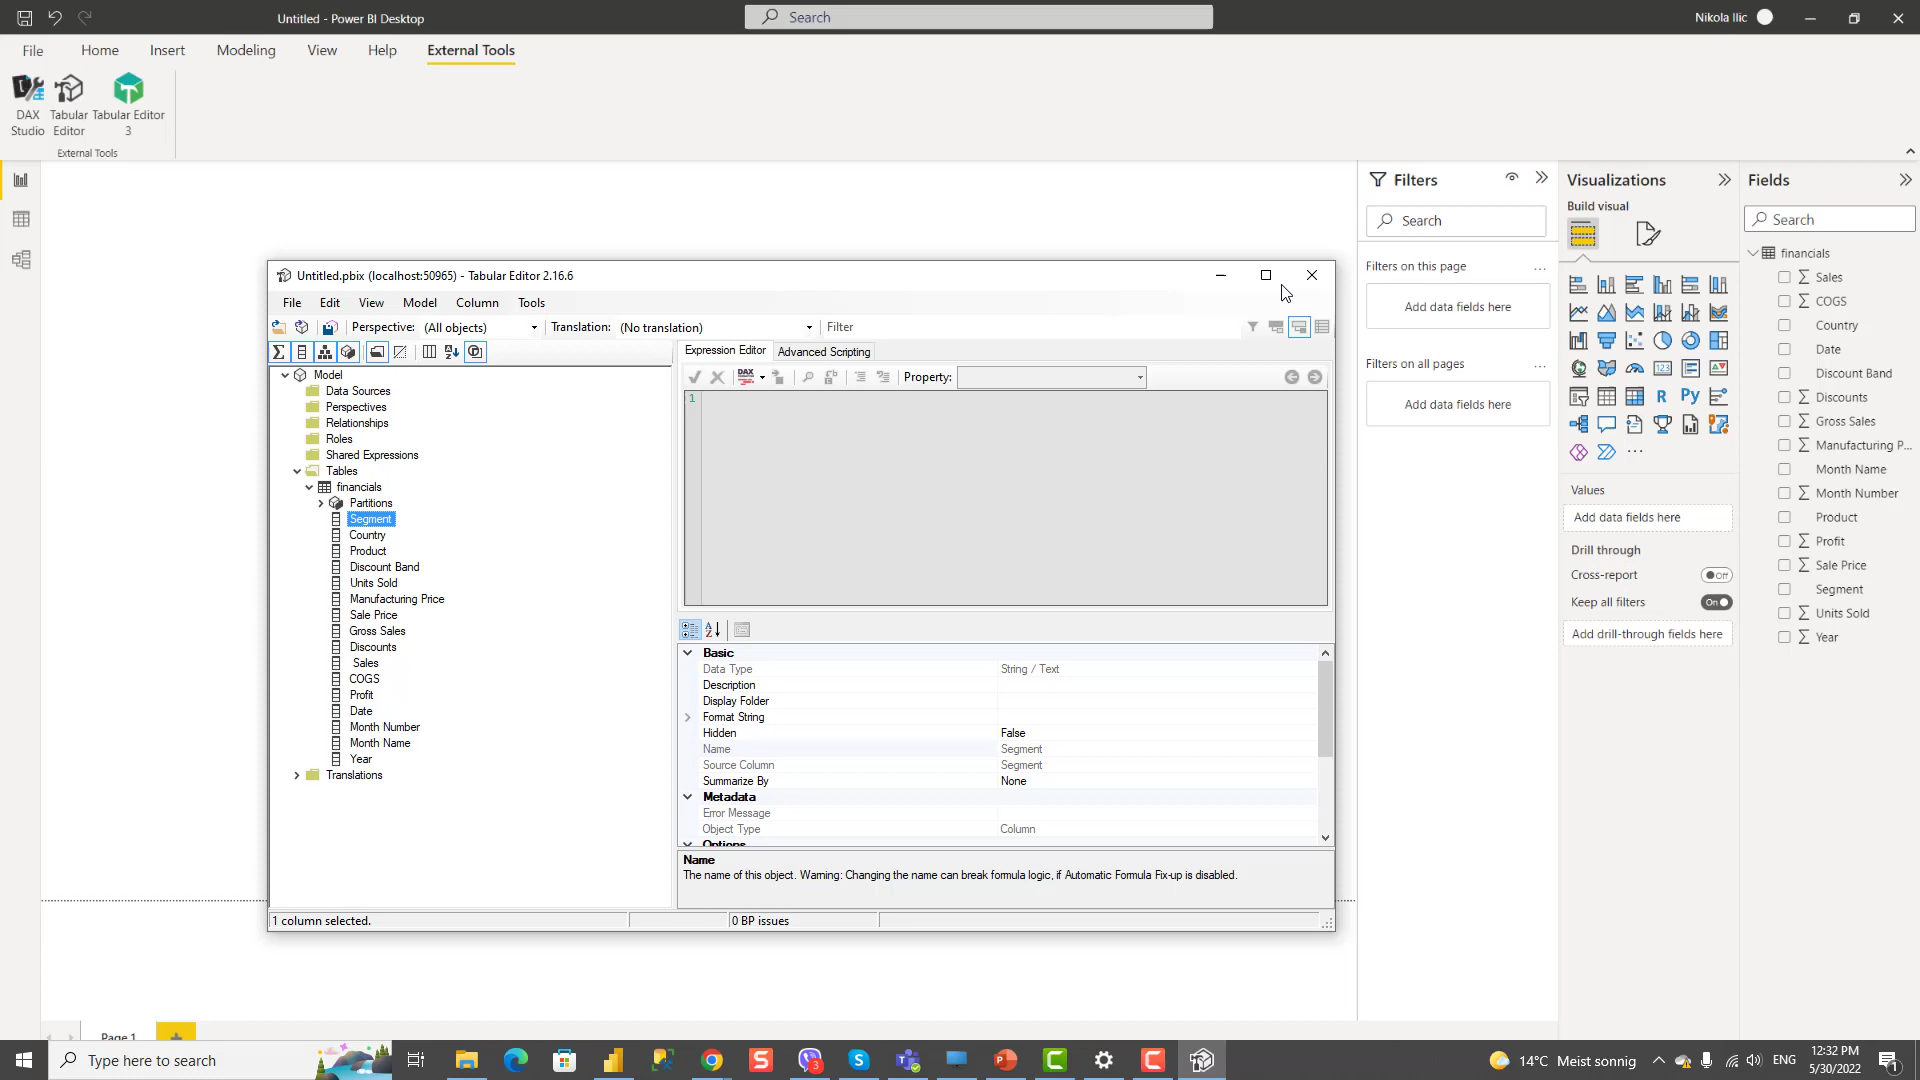 Untitled - Power BI Desktop
Search
Nikola Ilic
File
Home
Insert
Modeling
View
Help
External Tools
DAX Studio
Tabular Editor
Tabular Editor 3
External Tools
Untitled.pbix (localhost:50965) - Tabular Editor 2.16.6
File
Edit
View
Model
Column
Tools
Perspective:
(All objects)
Translation:
(No translation)
Filter
Model
Data Sources
Perspectives
Relationships
Roles
Shared Expressions
Tables
financials
Partitions
Segment
Country
Product
Discount Band
Units Sold
Manufacturing Price
Sale Price
Gross Sales
Discounts
Sales
COGS
Profit
Date
Month Number
Month Name
Year
Translations
1 column selected.
0 BP issues
Expression Editor
Advanced Scripting
DAX
Property:
1
Basic
Data Type String / Text
Description
Display Folder
Format String
Hidden False
Name Segment
Source Column Segment
Summarize By None
Metadata
Error Message
Object Type Column
Options
Name
The name of this object. Warning: Changing the name can break formula logic, if Automatic Formula Fix-up is disabled.
Page 1
Filters
Search
Filters on this page
Add data fields here
Filters on all pages
Add data fields here
Visualizations
Build visual
123
R
Py
Values
Add data fields here
Drill through
Cross-report
Off
Keep all filters
On
Add drill-through fields here
Fields
Search
financials
Sales
COGS
Country
Date
Discount Band
Discounts
Gross Sales
Manufacturing P...
Month Name
Month Number
Product
Profit
Sale Price
Segment
Units Sold
Year
Type here to search
3
14°C Meist sonnig
ENG
12:32 PM
5/30/2022
1